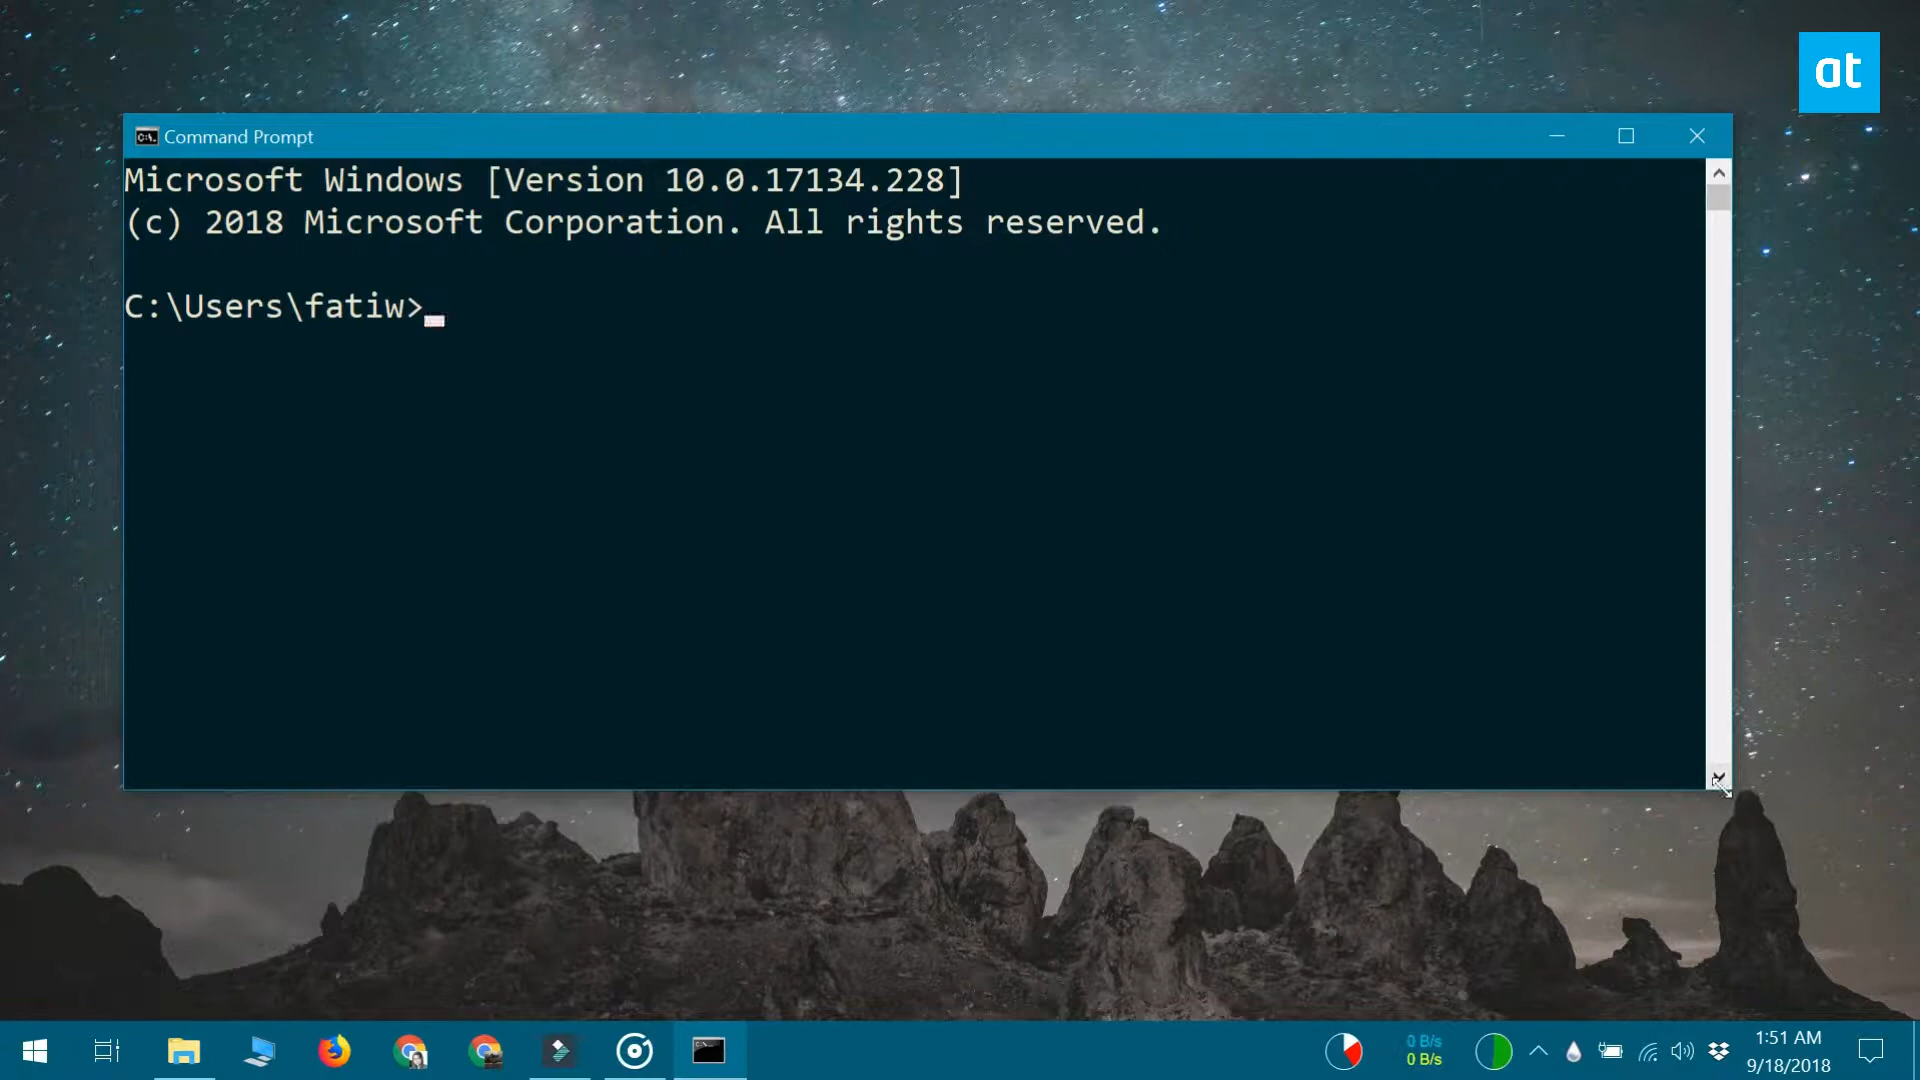 at
Command Prompt
Microsoft Windows [Version 10.0.17134.228]
(c) 2018 Microsoft Corporation. All rights reserved.
C:\Users\fatiw>
0 B/s
0 B/s
1:51 AM
9/18/2018